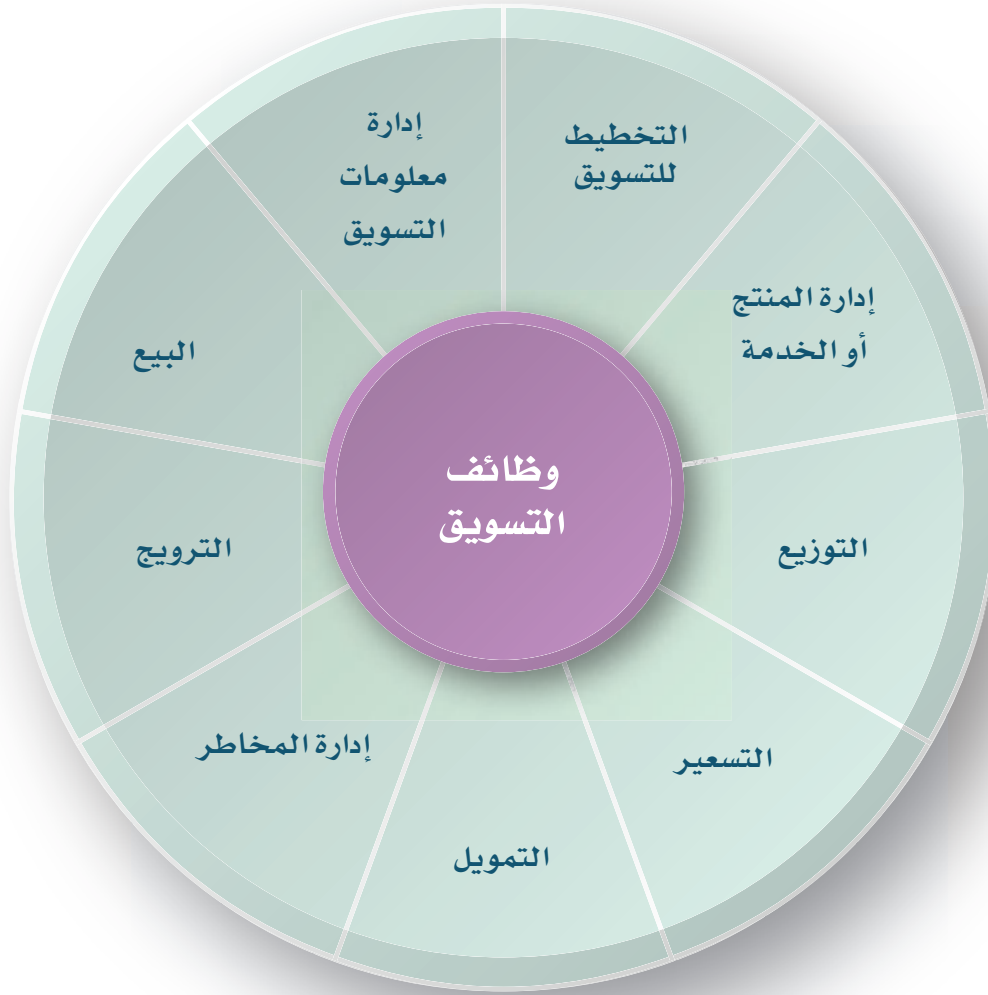 وظائف
التسويق
التخطيط
للتسويق
إدارة المنتج
أو الخدمة
التوزيع
التسعير
التمويل
إدارة المخاطر
الترويج
البيع
إدارة
معلومات
التسويق